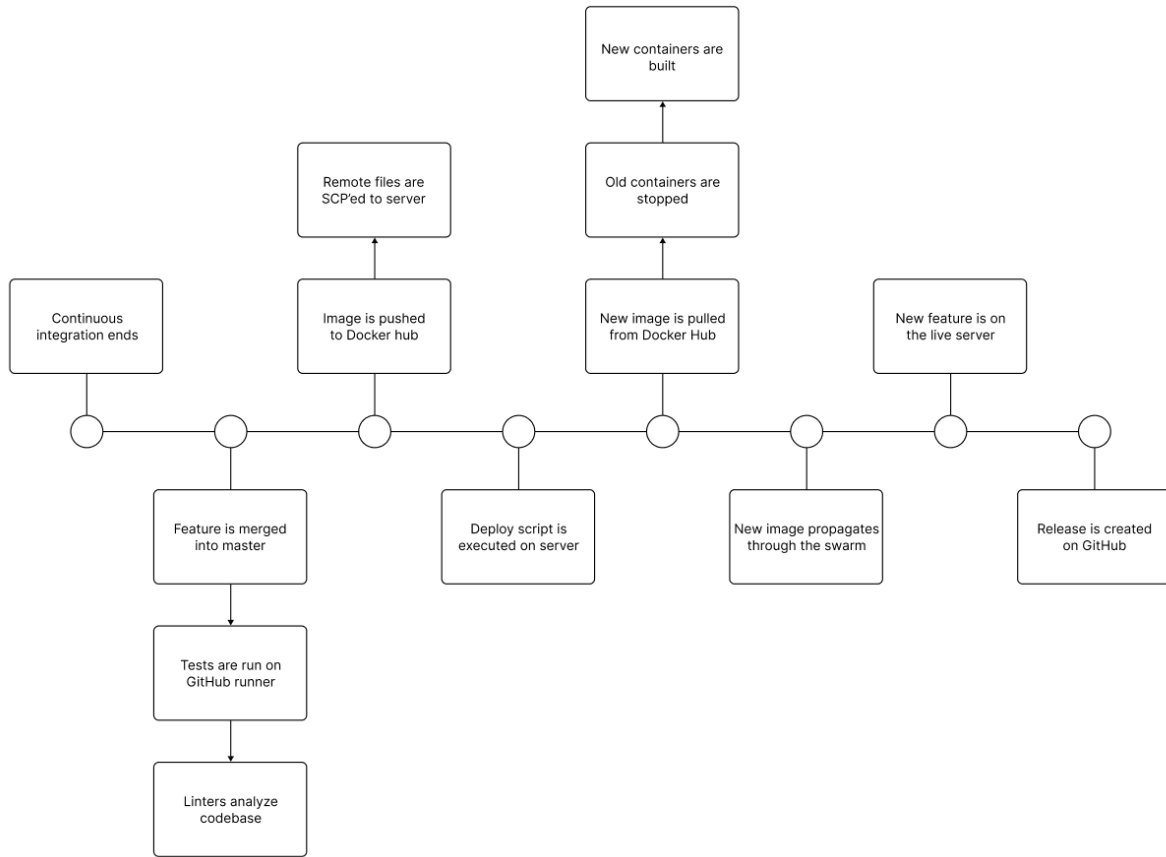 New containers are
built
Remote files are
SCP'ed to server
Old containers are
stopped
Continuous
integration ends
Image is pushed
to Docker hub
New image is pulled
from Docker Hub
New feature is on
the live server
Feature is merged
into master
Deploy script is
executed on server
New image propagates
through the swarm
Release is created
on GitHub
Tests are run on
GitHub runner
Linters analyze
codebase